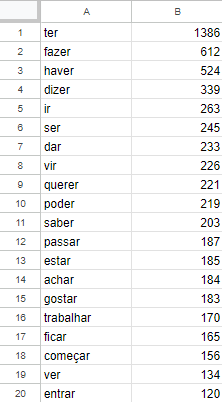 A B
1 ter 1386
2 fazer 612
3 haver 524
4 dizer 339
5 ir 263
6 ser 245
7 dar 233
8 vir 226
9 querer 221
10 poder 219
11 saber 203
12 passar 187
13 estar 185
14 achar 184
15 gostar 183
16 trabalhar 170
17 ficar 165
18 começar 156
19 ver 134
20 entrar 120